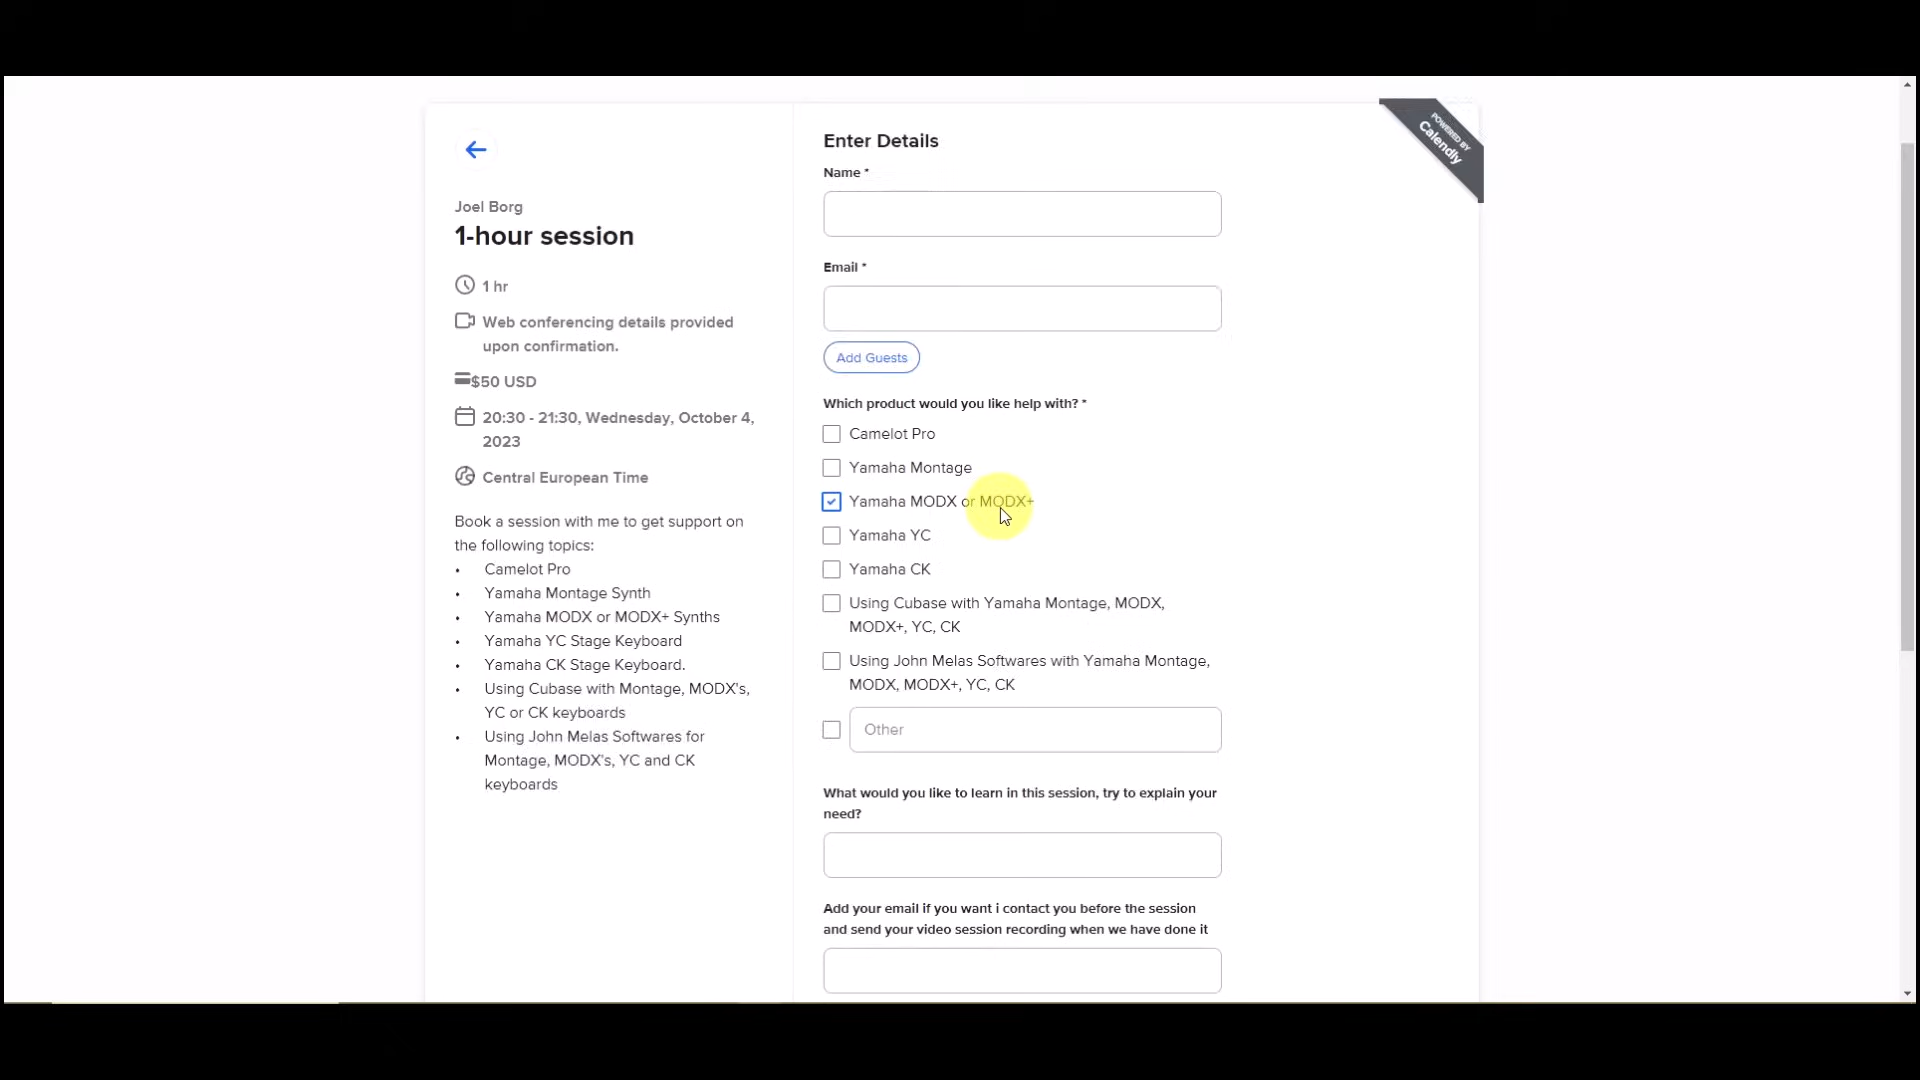 POWERED BY
Calendly
Joel Borg
1-hour session
1 hr
Web conferencing details provided
upon confirmation.
$50 USD
20:30 - 21:30, Wednesday, October 4,
2023
Central European Time
Book a session with me to get support on
the following topics:
• Camelot Pro
• Yamaha Montage Synth
• Yamaha MODX or MODX+ Synths
• Yamaha YC Stage Keyboard
• Yamaha CK Stage Keyboard.
• Using Cubase with Montage, MODX's,
YC or CK keyboards
• Using John Melas Softwares for
Montage, MODX's, YC and CK
keyboards
Enter Details
Name *
Email *
Add Guests
Which product would you like help with? *
Camelot Pro
Yamaha Montage
Yamaha MODX or MODX+
Yamaha YC
Yamaha CK
Using Cubase with Yamaha Montage, MODX,
MODX+, YC, CK
Using John Melas Softwares with Yamaha Montage,
MODX, MODX+, YC, CK
Other
What would you like to learn in this session, try to explain your
need?
Add your email if you want i contact you before the session
and send your video session recording when we have done it